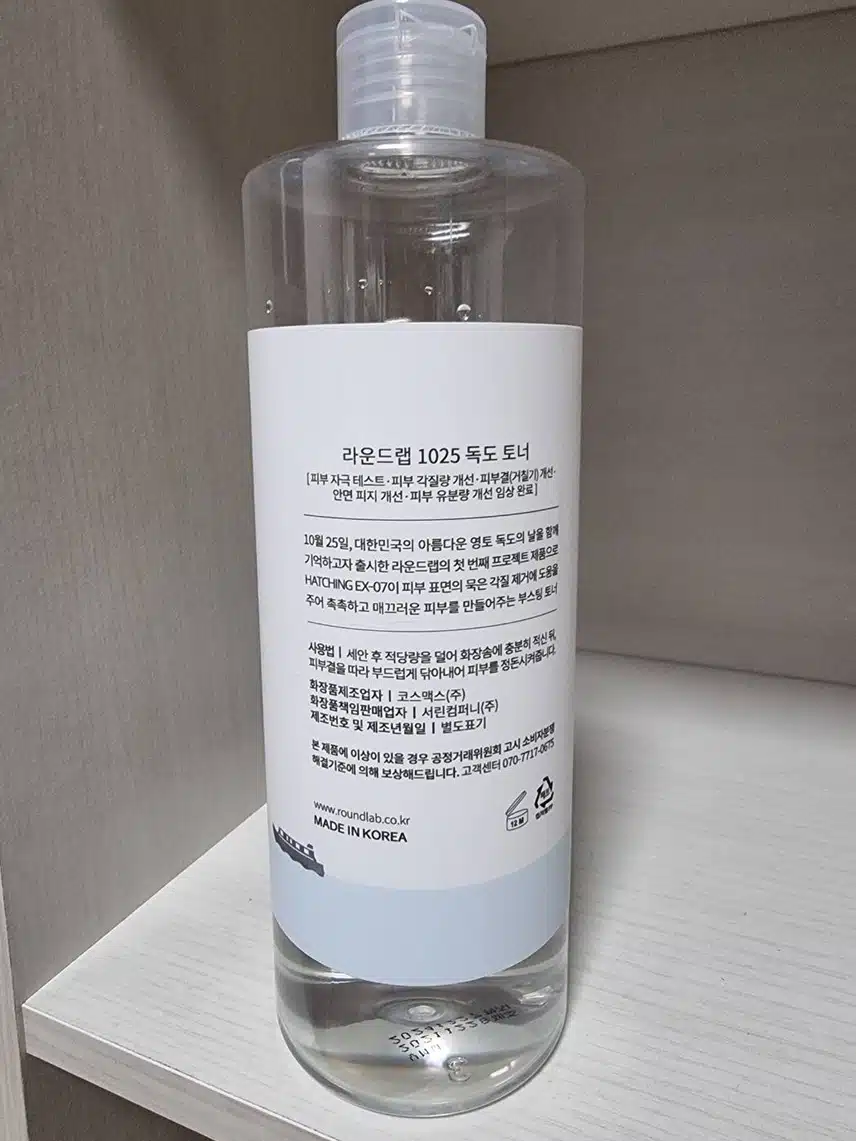 라운드랩 1025 독도 토너
[피부 자극 테스트·피부 각질량 개선·피부결(거칠기) 개선·
안면 피지 개선·피부 유분량 개선 임상 완료]
10월 25일, 대한민국의 아름다운 영토 독도의 날을 함께
기억하고자 출시한 라운드랩의 첫 번째 프로젝트 제품으로
HATCHING EX-07이 피부 표면의 묵은 각질 제거에 도움을
주어 촉촉하고 매끄러운 피부를 만들어주는 부스팅 토너
사용법 | 세안 후 적당량을 덜어 화장솜에 충분히 적신 뒤,
피부결을 따라 부드럽게 닦아내어 피부를 정돈시켜줍니다.
화장품제조업자 | 코스맥스(주)
화장품책임판매업자 | 서린컴퍼니(주)
제조번호 및 제조년월일 | 별도표기
본 제품에 이상이 있을 경우 공정거래위원회 고시 소비자분쟁
해결기준에 의해 보상해드립니다. 고객센터 070-7717-0675
www.roundlab.co.kr
MADE IN KOREA
12 M